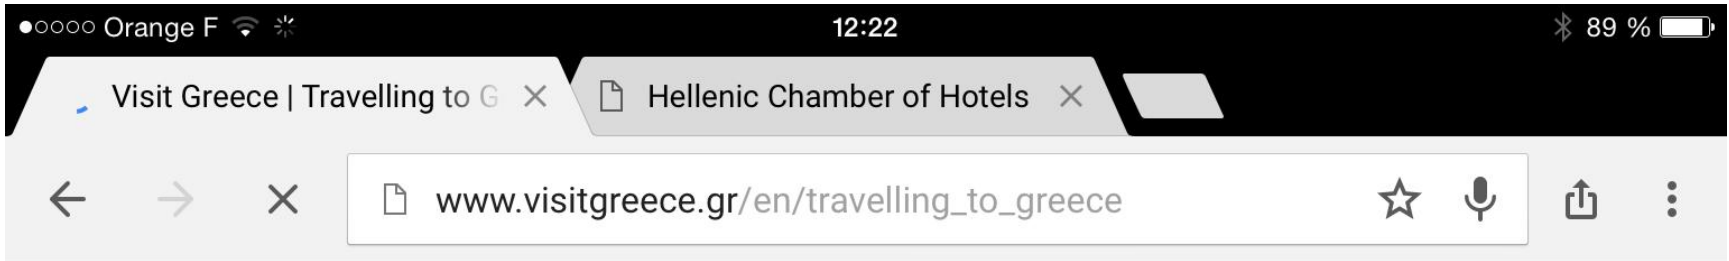 Orange F 12:22 89 %
Visit Greece | Travelling to G Hellenic Chamber of Hotels
www.visitgreece.gr/en/travelling_to_greece